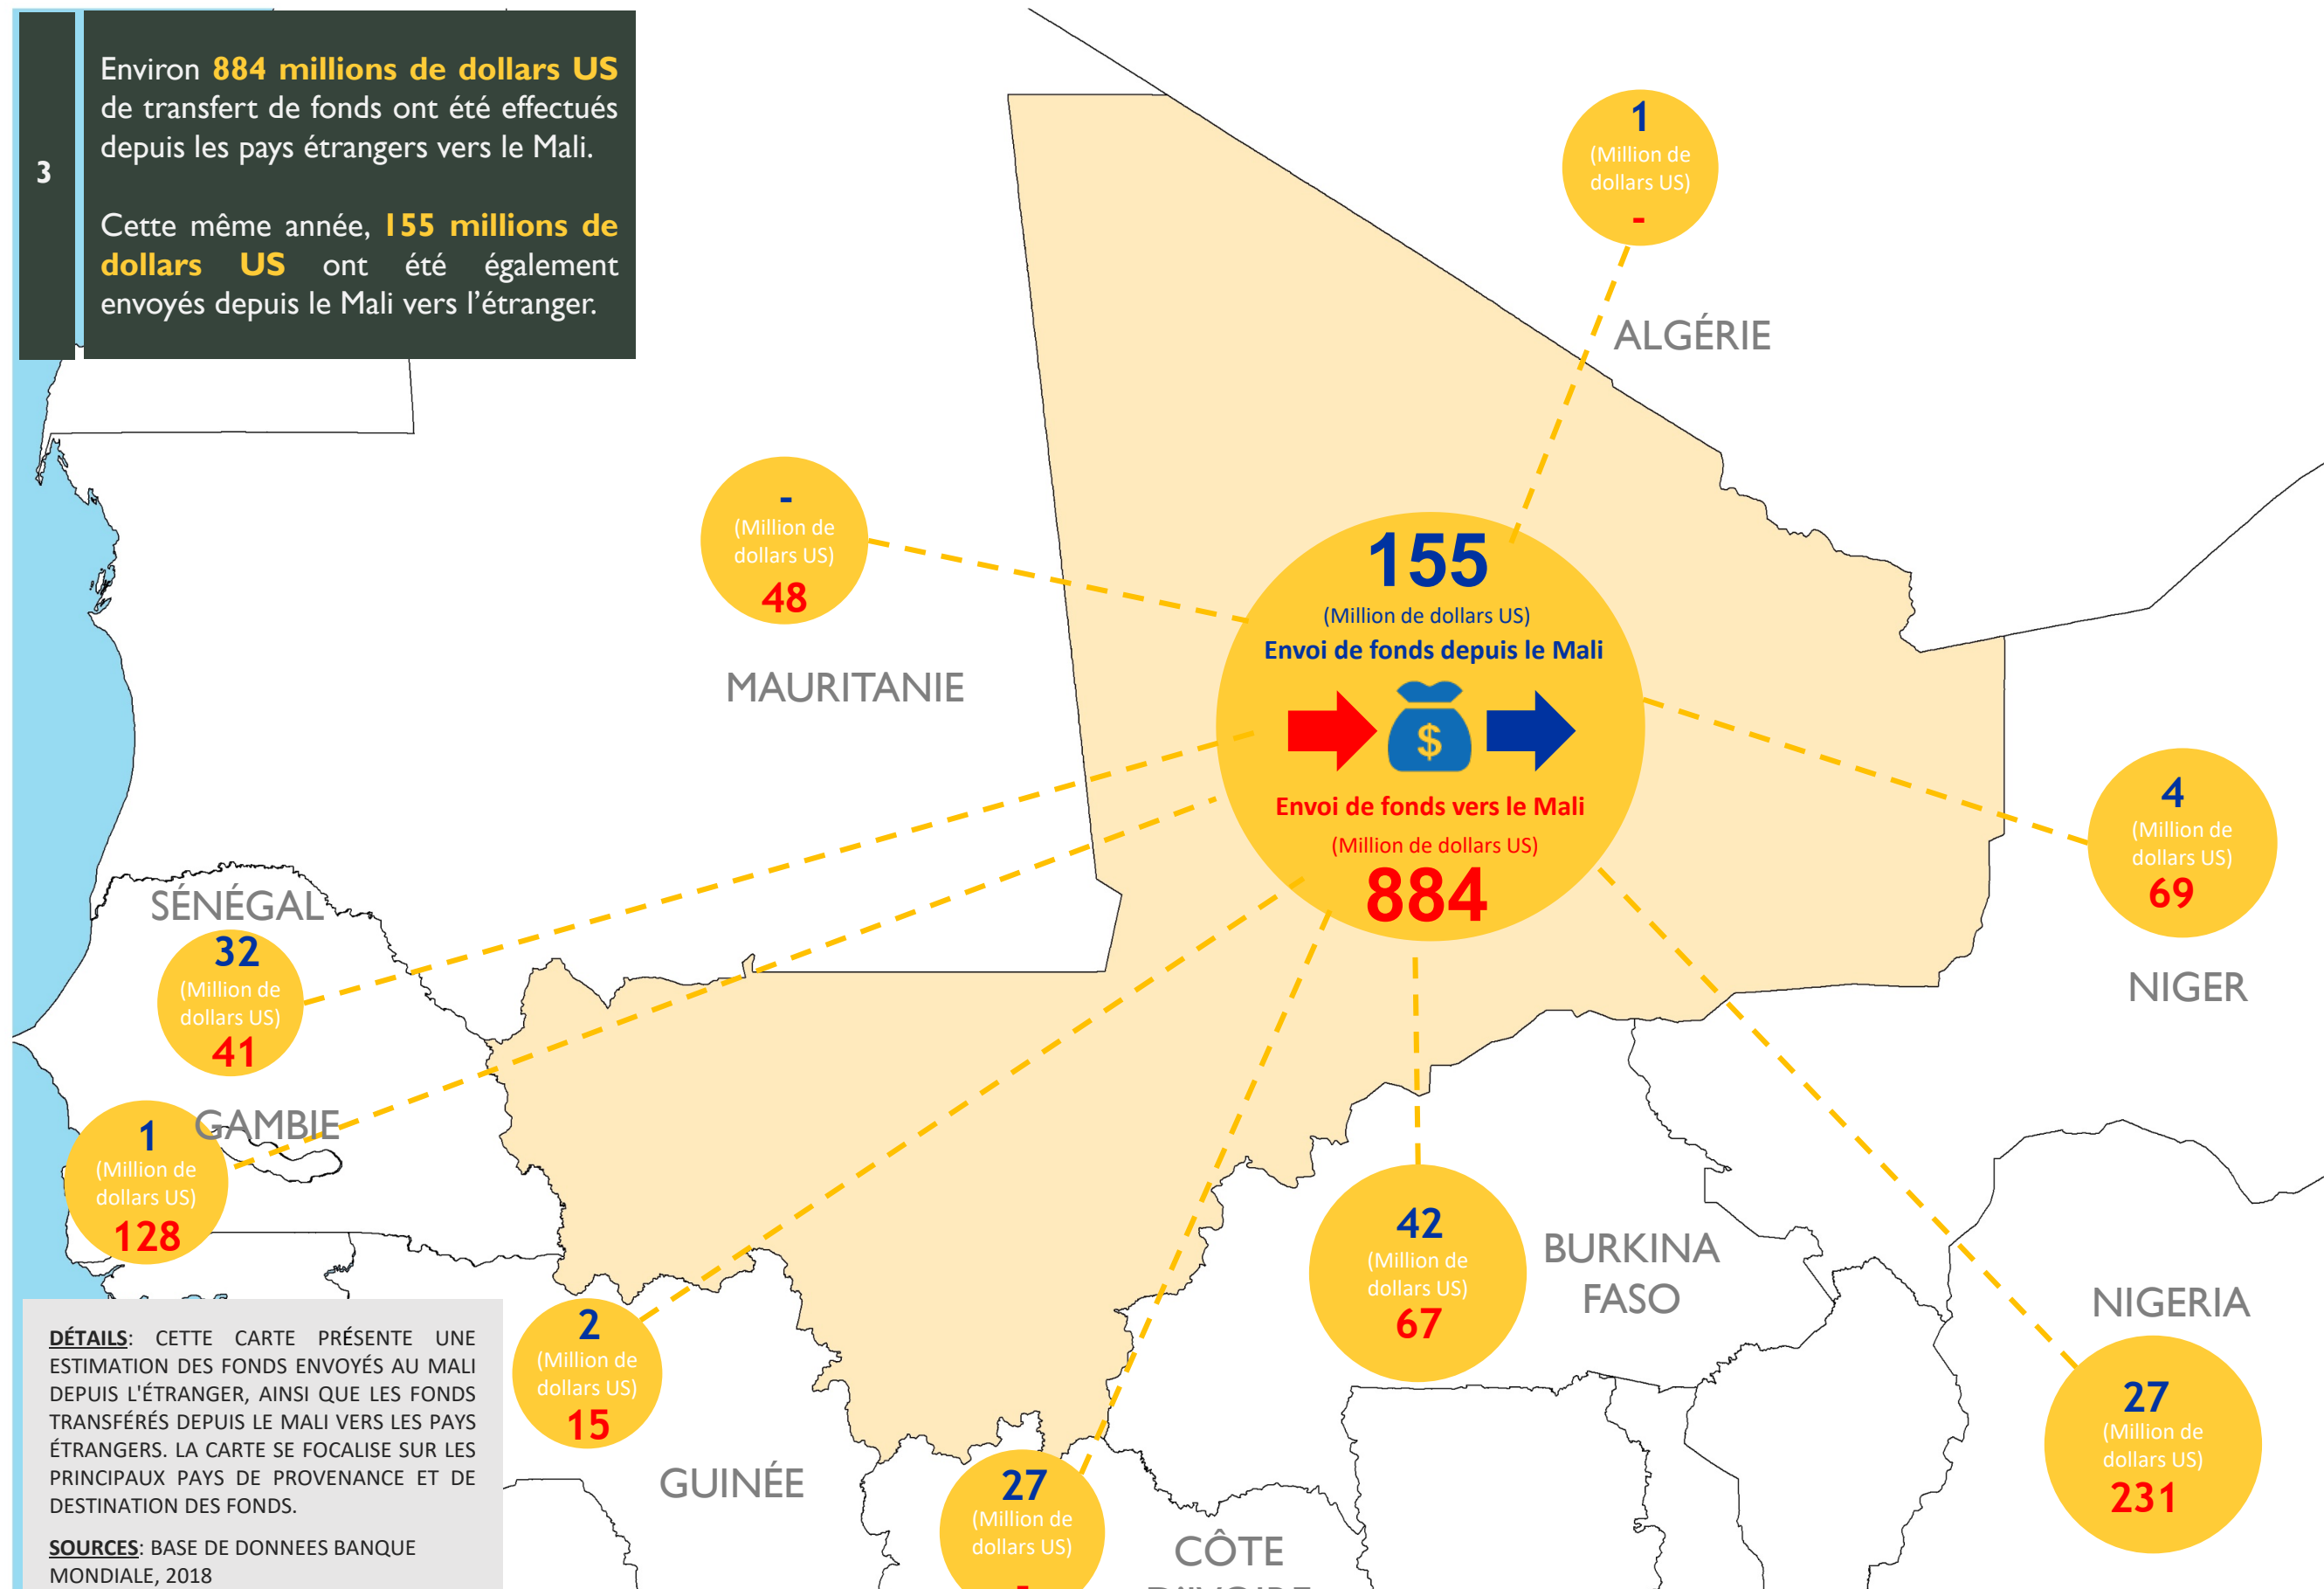 3
Environ 884 millions de dollars US
de transfert de fonds ont été effectués
depuis les pays étrangers vers le Mali.
Cette même année, 155 millions de
dollars US ont été également
envoyés depuis le Mali vers l'étranger.
1
(Million de
dollars US)
-
ALGÉRIE
-
(Million de
dollars US)
48
MAURITANIE
155
(Million de dollars US)
Envoi de fonds depuis le Mali
$
Envoi de fonds vers le Mali
(Million de dollars US)
884
4
(Million de
dollars US)
69
NIGER
SÉNÉGAL
32
(Million de
dollars US)
41
GAMBIE
1
(Million de
dollars US)
128
2
(Million de
dollars US)
15
GUINÉE
27
(Million de
dollars US)
CÔTE
42
(Million de
dollars US)
67
BURKINA
FASO
NIGERIA
27
(Million de
dollars US)
231
DÉTAILS: CETTE CARTE PRÉSENTE UNE
ESTIMATION DES FONDS ENVOYÉS AU MALI
DEPUIS L'ÉTRANGER, AINSI QUE LES FONDS
TRANSFÉRÉS DEPUIS LE MALI VERS LES PAYS
ÉTRANGERS. LA CARTE SE FOCALISE SUR LES
PRINCIPAUX PAYS DE PROVENANCE ET DE
DESTINATION DES FONDS.
SOURCES: BASE DE DONNEES BANQUE
MONDIALE, 2018